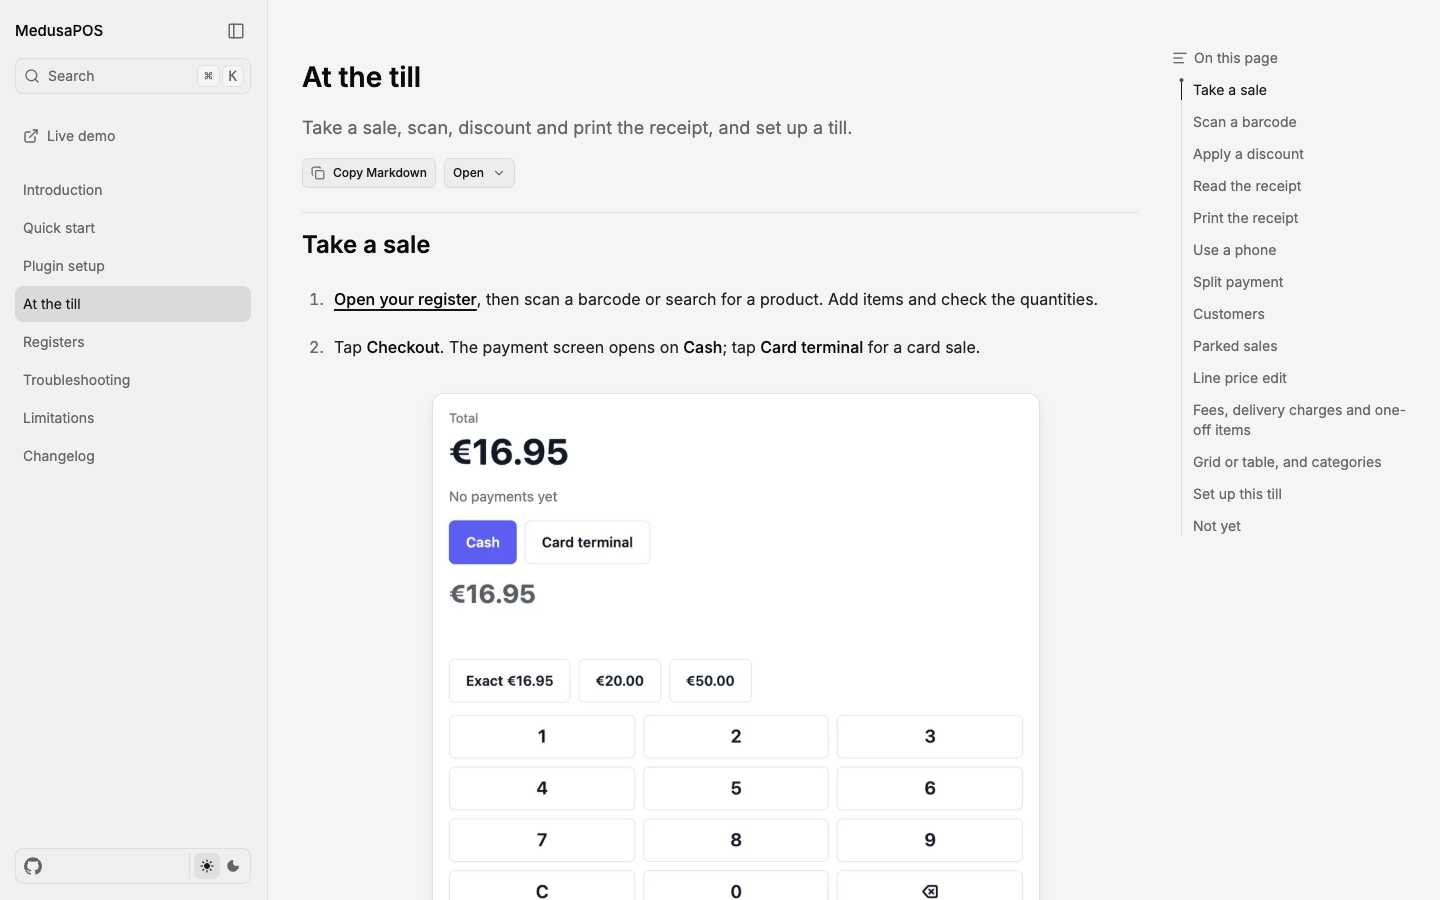 MedusaPOS
Search
⌘ K
Live demo
Introduction
Quick start
Plugin setup
At the till
Registers
Troubleshooting
Limitations
Changelog
At the till
Take a sale, scan, discount and print the receipt, and set up a till.
Copy Markdown
Open
Take a sale
1. Open your register, then scan a barcode or search for a product. Add items and check the quantities.
2. Tap Checkout. The payment screen opens on Cash; tap Card terminal for a card sale.
Total
€16.95
No payments yet
Cash
Card terminal
€16.95
Exact €16.95
€20.00
€50.00
1 2 3
4 5 6
7 8 9
C 0
On this page
Take a sale
Scan a barcode
Apply a discount
Read the receipt
Print the receipt
Use a phone
Split payment
Customers
Parked sales
Line price edit
Fees, delivery charges and one-
off items
Grid or table, and categories
Set up this till
Not yet